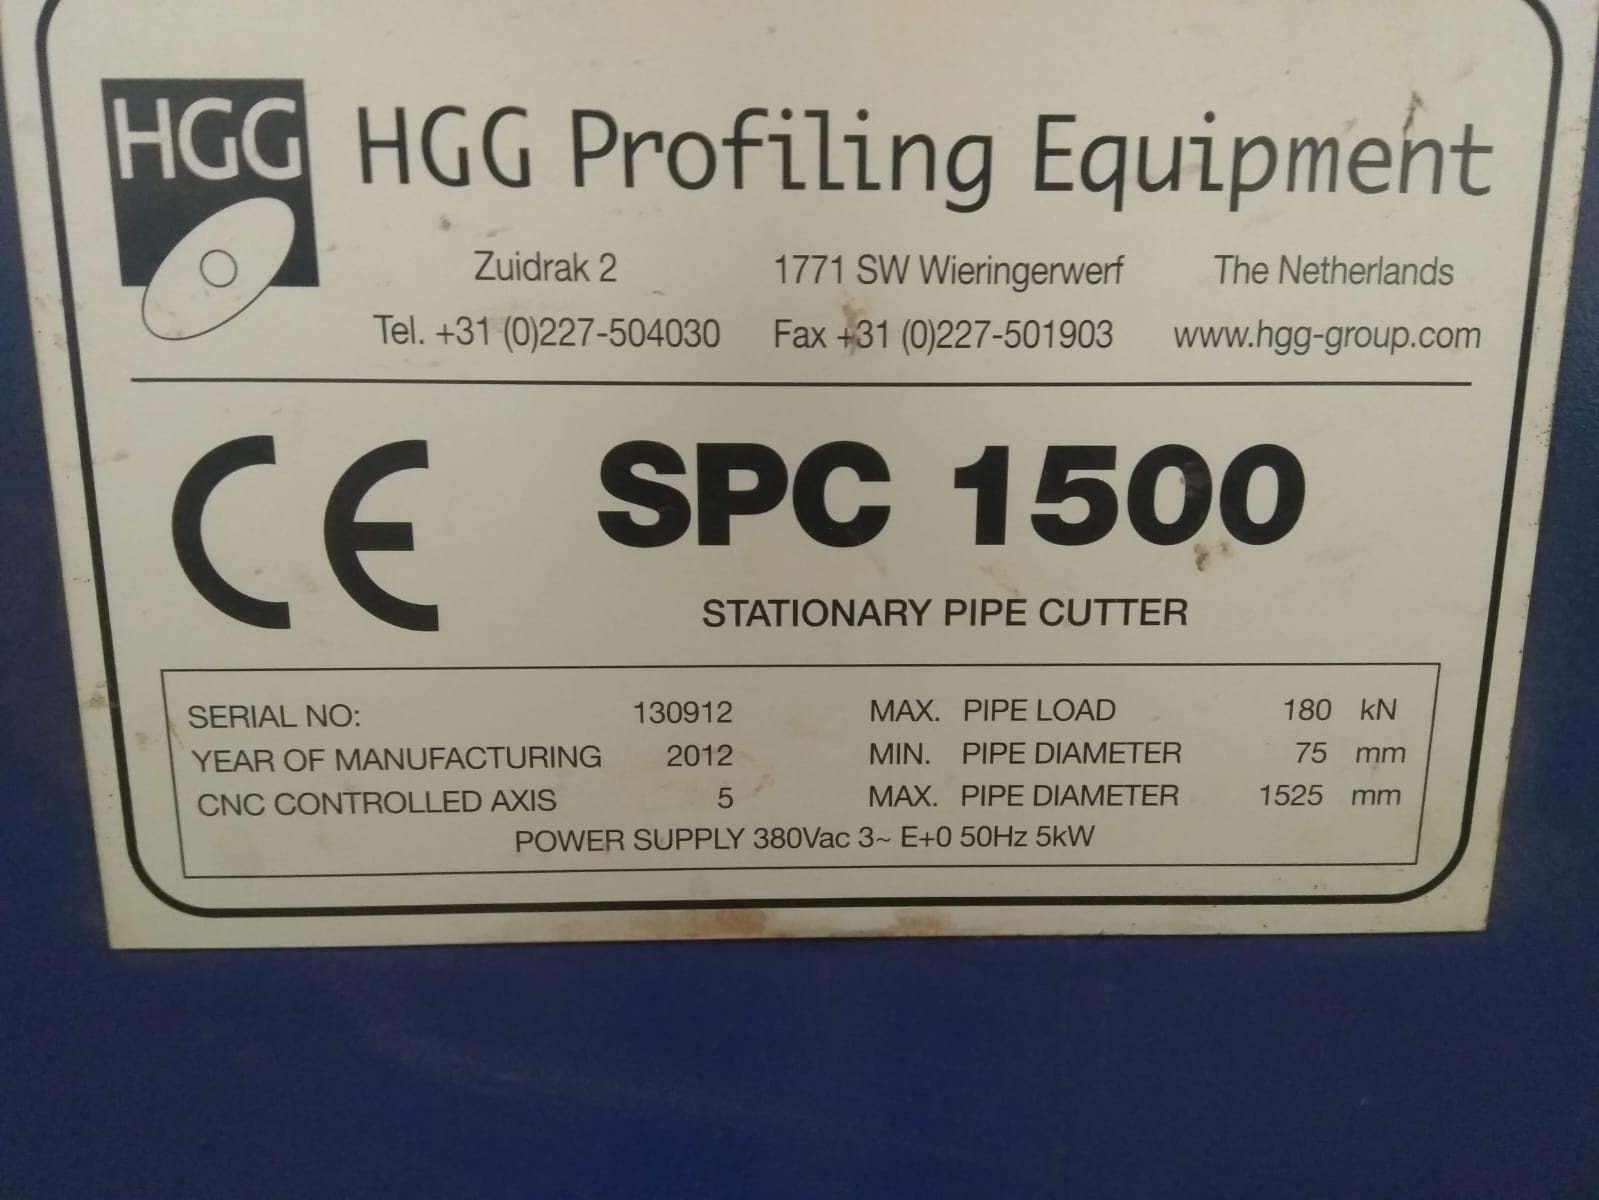 HGG
HGG Profiling Equipment
Zuidrak 2 1771 SW Wieringerwerf The Netherlands
Tel. +31 (0)227-504030 Fax +31 (0)227-501903 www.hgg-group.com
CE SPC 1500
STATIONARY PIPE CUTTER
SERIAL NO: 130912 MAX. PIPE LOAD 180 kN
YEAR OF MANUFACTURING 2012 MIN. PIPE DIAMETER 75 mm
CNC CONTROLLED AXIS 5 MAX. PIPE DIAMETER 1525 mm
POWER SUPPLY 380Vac 3~ E+0 50Hz 5kW